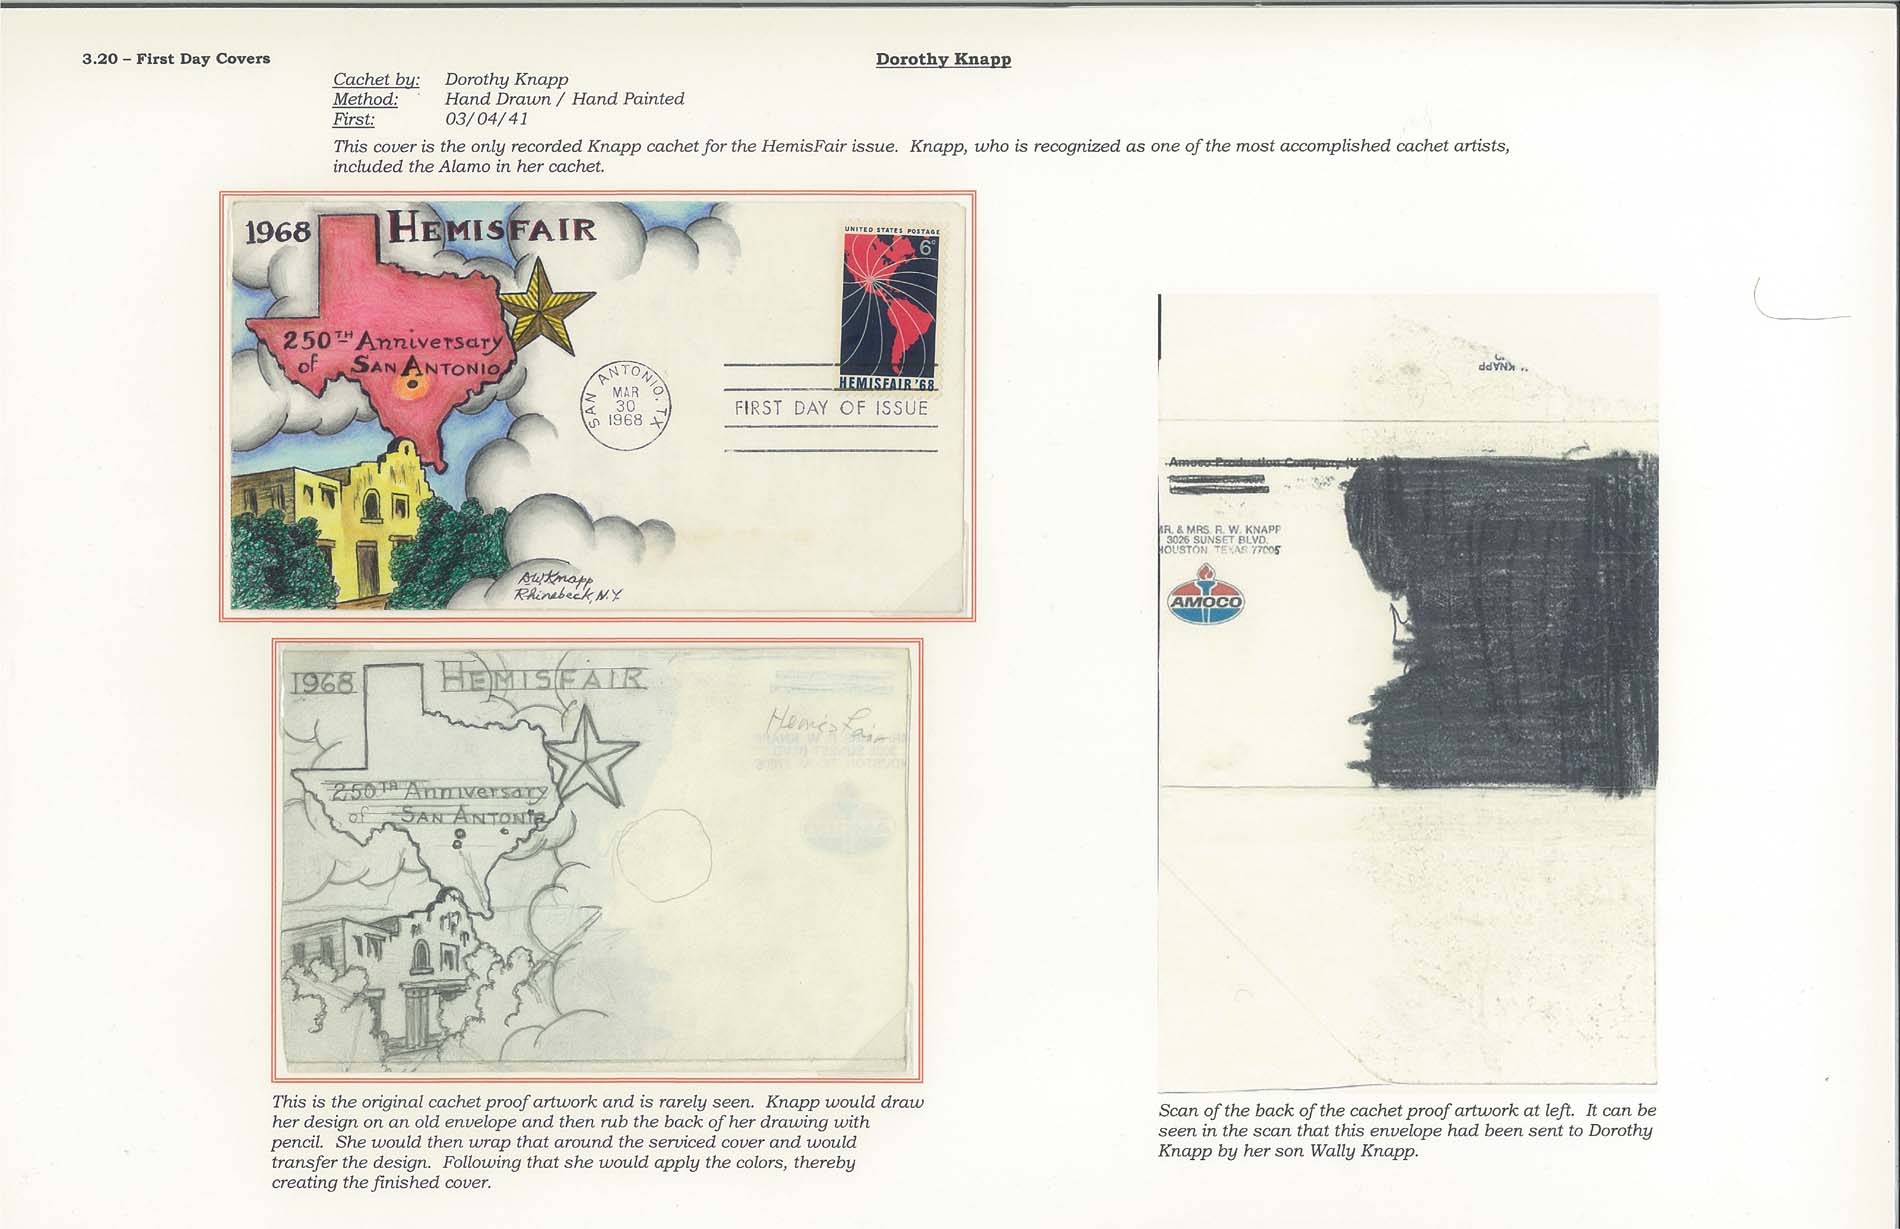 3.20 – First Day Covers
Dorothy Knapp
Cachet by: Dorothy Knapp
Method: Hand Drawn / Hand Painted
First: 03/04/41
This cover is the only recorded Knapp cachet for the HemisFair issue. Knapp, who is recognized as one of the most accomplished cachet artists,
included the Alamo in her cachet.
1968 HEMISFAIR
250TH Anniversary
of SAN ANTONIO
UNITED STATES POSTAGE
6c
HEMISFAIR '68
SAN ANTONIO, TX
MAR
30
1968
FIRST DAY OF ISSUE
D.W. Knapp
Rhinebeck, N.Y.
1968 HEMISFAIR
250TH Anniversary
of SAN ANTONIO
Hemis Fair
This is the original cachet proof artwork and is rarely seen. Knapp would draw
her design on an old envelope and then rub the back of her drawing with
pencil. She would then wrap that around the serviced cover and would
transfer the design. Following that she would apply the colors, thereby
creating the finished cover.
KNAPP
Amoco Production Company
MR. & MRS. R. W. KNAPP
3026 SUNSET BLVD.
HOUSTON, TEXAS 77005
AMOCO
Scan of the back of the cachet proof artwork at left. It can be
seen in the scan that this envelope had been sent to Dorothy
Knapp by her son Wally Knapp.